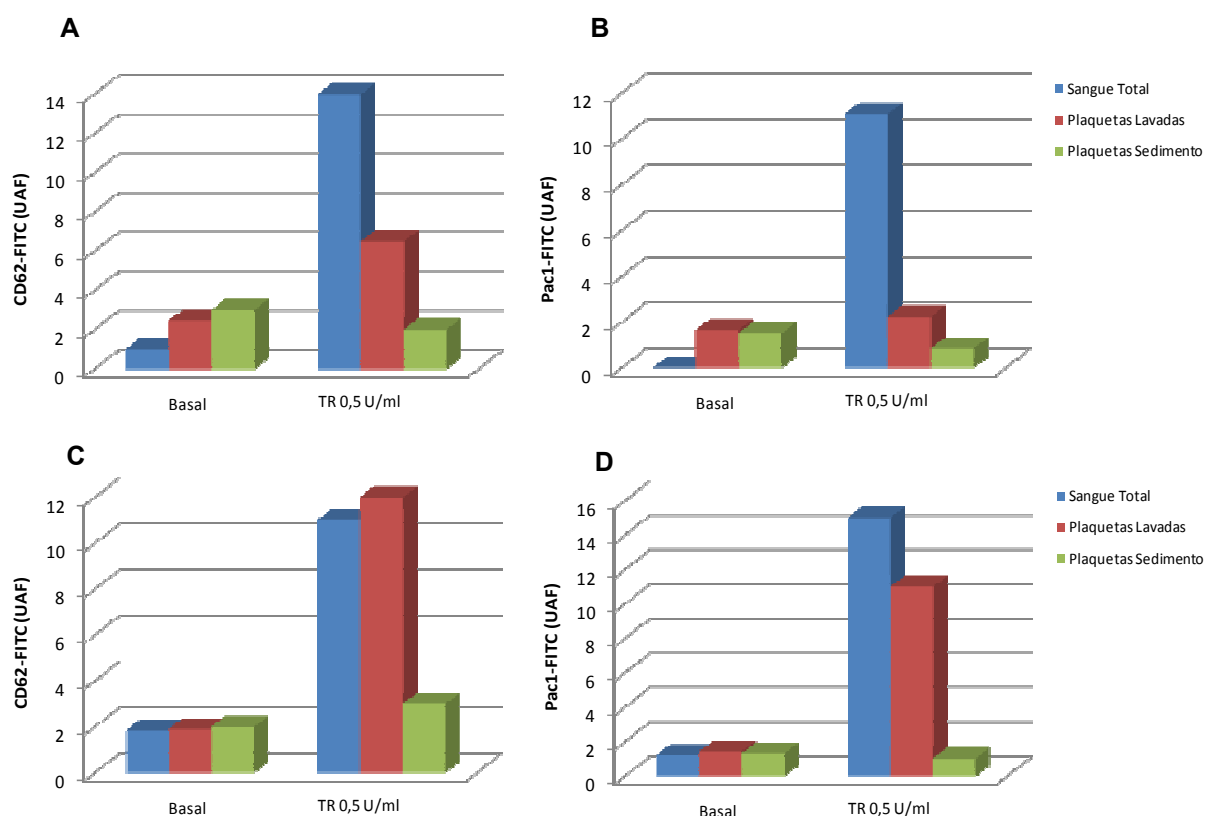 A
CD62-FITC (UAF)
14
12
10
8
6
4
2
0
Basal
TR 0,5 U/ml
B
Pac1-FITC (UAF)
12
10
8
6
4
2
0
Basal
TR 0,5 U/ml
Sangue Total
Plaquetas Lavadas
Plaquetas Sedimento
C
CD62-FITC (UAF)
12
10
8
6
4
2
0
Basal
TR 0,5 U/ml
D
Pac1-FITC (UAF)
16
14
12
10
8
6
4
2
0
Basal
TR 0,5 U/ml
Sangue Total
Plaquetas Lavadas
Plaquetas Sedimento